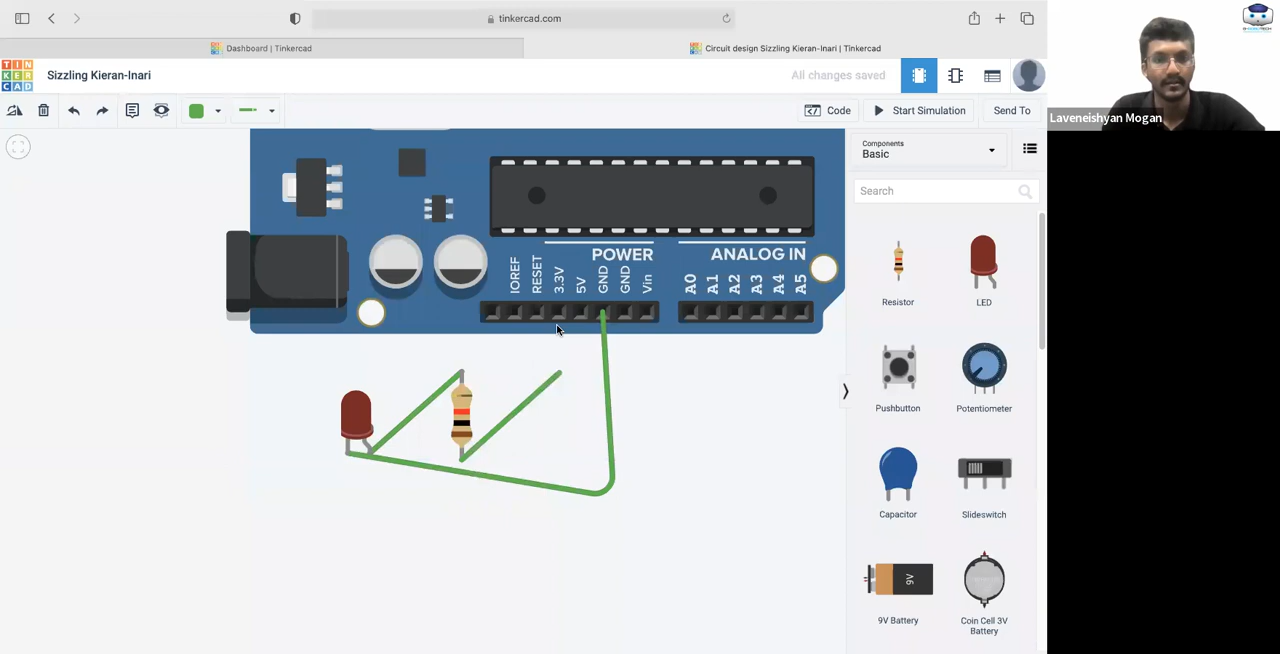 tinkercad.com
Dashboard | Tinkercad
Circuit design Sizzling Kieran-Inari | Tinkercad
TIN
KER
CAD
Sizzling Kieran-Inari
All changes saved
Code
Start Simulation
Send To
Laveneishyan Mogan
Components
Basic
Search
POWER
ANALOG IN
IOREF
RESET
3.3V
5V
GND
GND
Vin
A0
A1
A2
A3
A4
A5
Resistor
LED
Pushbutton
Potentiometer
Capacitor
Slideswitch
9V
9V Battery
Coin Cell 3V
Battery